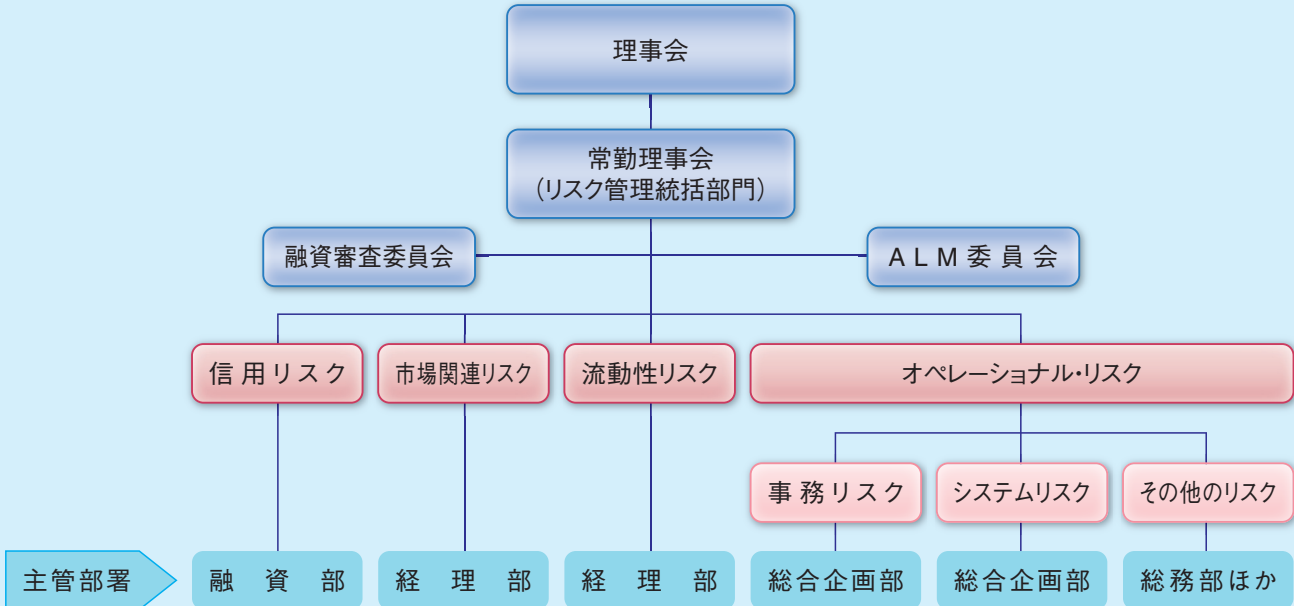 理事会
常勤理事会
（リスク管理統括部門）
融資審査委員会
ALM委員会
信用リスク
市場関連リスク
流動性リスク
オペレーショナル・リスク
事務リスク
システムリスク
その他のリスク
主管部署
融資部
経理部
経理部
総合企画部
総合企画部
総務部ほか